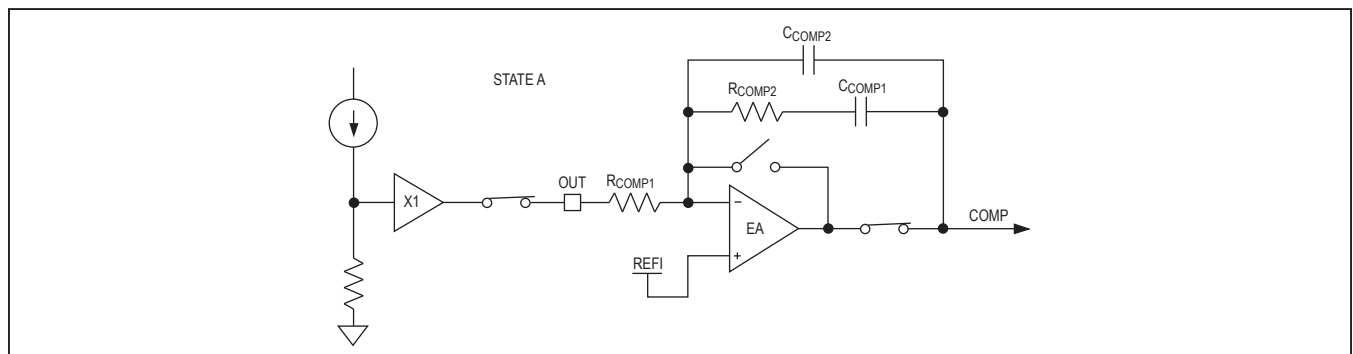 CCOMP2
STATE A
RCOMP2
CCOMP1
X1
OUT
RCOMP1
−
EA
COMP
REFI
+